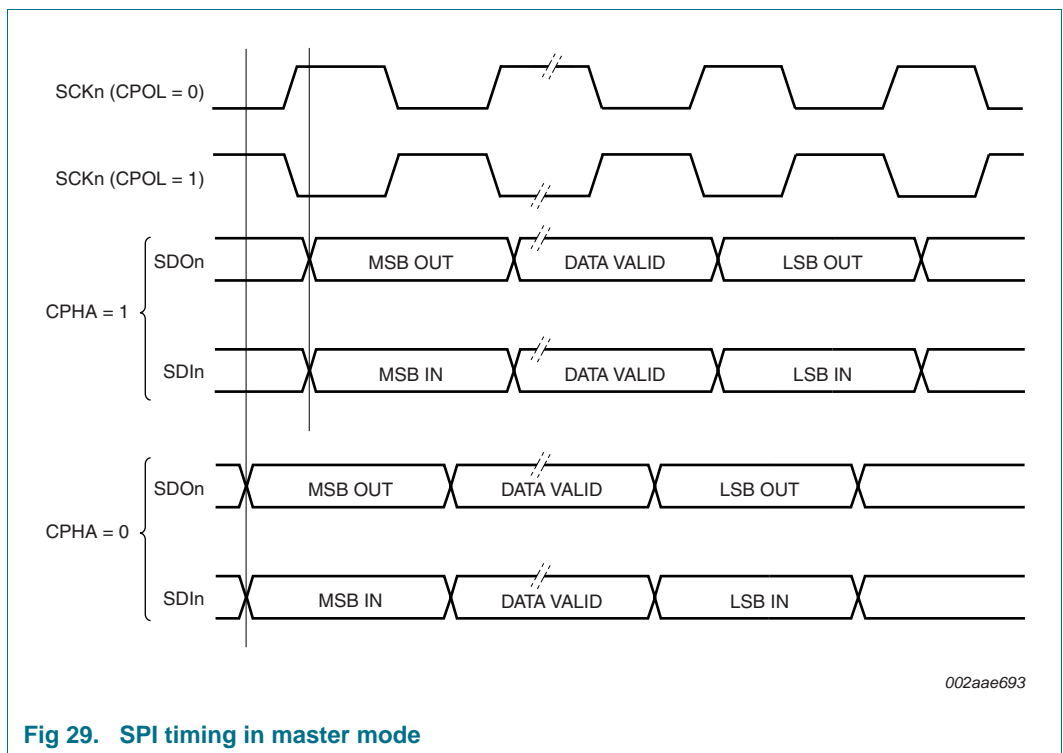 SCKn (CPOL = 0)
SCKn (CPOL = 1)
SDOn MSB OUT DATA VALID LSB OUT
CPHA = 1
SDIn MSB IN DATA VALID LSB IN
SDOn MSB OUT DATA VALID LSB OUT
CPHA = 0
SDIn MSB IN DATA VALID LSB IN
002aae693
Fig 29. SPI timing in master mode